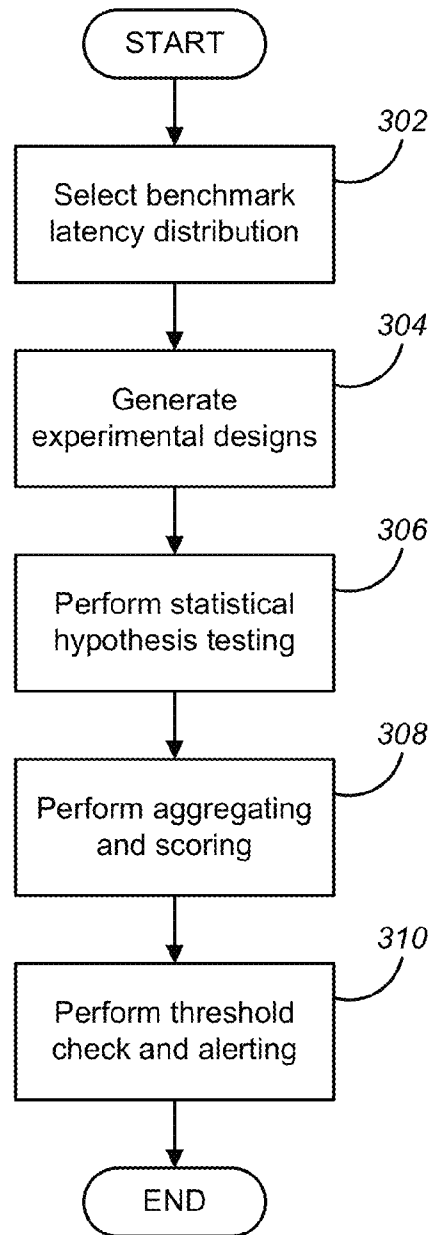 START
302
Select benchmark
latency distribution
304
Generate
experimental designs
306
Perform statistical
hypothesis testing
308
Perform aggregating
and scoring
310
Perform threshold
check and alerting
END